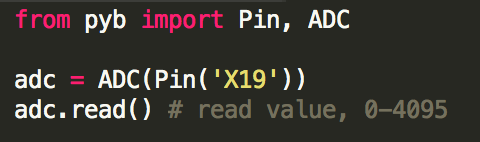 from pyb import Pin, ADC
adc = ADC(Pin('X19'))
adc.read() # read value, 0-4095